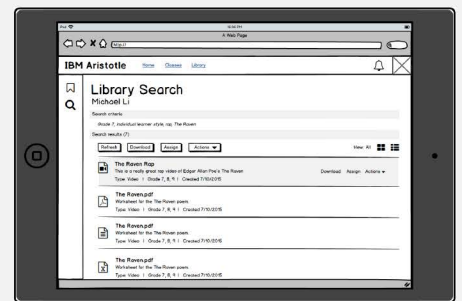 A Web Page
http://
IBM Aristotle Home Classes Library
Library Search
Michael Li
Search criteria
Grade 7, individual learner style, rap, The Raven
Search results (7)
Refresh Download Assign Actions View: All
The Raven Rap
This is a really great rap video of Edgar Allan Poe's The Raven
Download Assign Actions
Type: Video | Grade 7, 8, 9 | Created 7/10/2015
The Raven.pdf
Worksheet for the The Raven poem.
Type: Video | Grade 7, 8, 9 | Created 7/10/2015
The Raven.pdf
Worksheet for the The Raven poem.
Type: Video | Grade 7, 8, 9 | Created 7/10/2015
The Raven.pdf
Worksheet for the The Raven poem.
Type: Video | Grade 7, 8, 9 | Created 7/10/2015